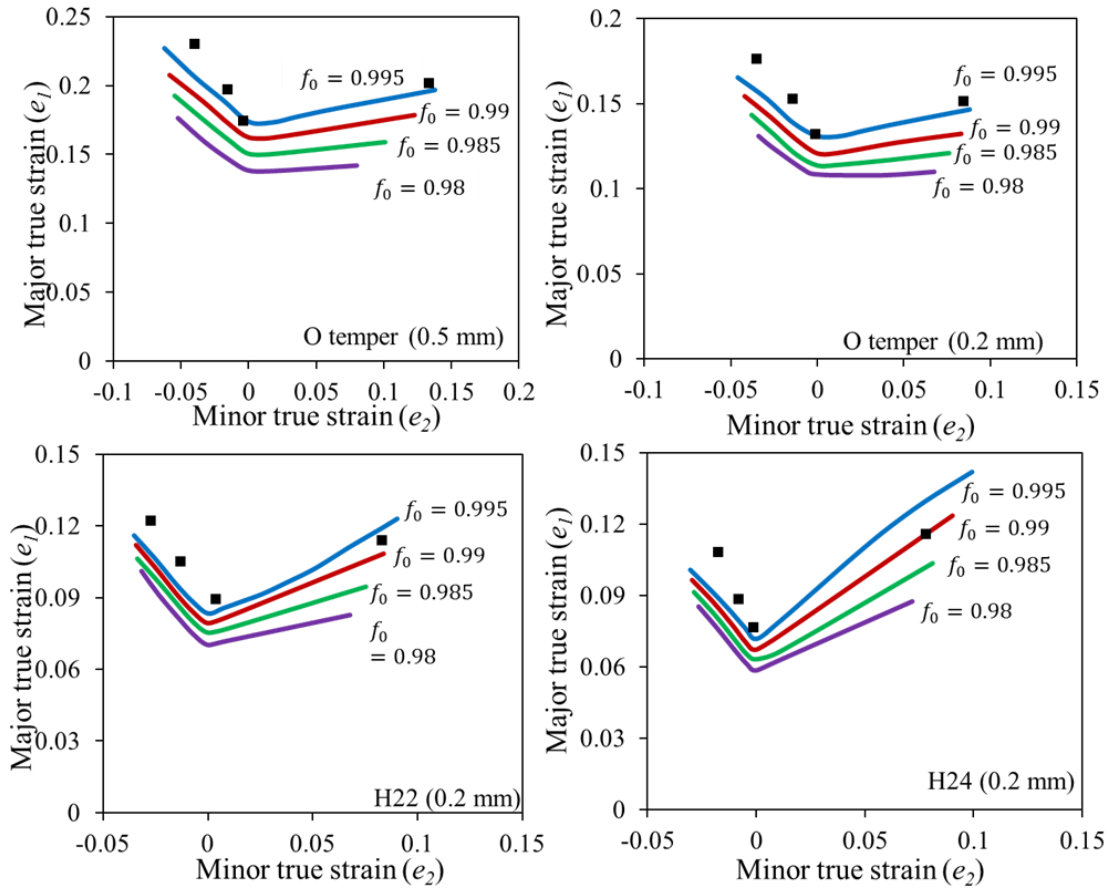 0.25
0.2
0.15
0.1
0.05
0
-0.1
-0.05
0
0.05
0.1
0.15
0.2
Major true strain (e1)
Minor true strain (e2)
f0 = 0.995
f0 = 0.99
f0 = 0.985
f0 = 0.98
O temper (0.5 mm)
0.2
0.15
0.1
0.05
0
-0.1
-0.05
0
0.05
0.1
0.15
Major true strain (e1)
Minor true strain (e2)
f0 = 0.995
f0 = 0.99
f0 = 0.985
f0 = 0.98
O temper (0.2 mm)
0.15
0.12
0.09
0.06
0.03
0
-0.05
0
0.05
0.1
0.15
Major true strain (e1)
Minor true strain (e2)
f0 = 0.995
f0 = 0.99
f0 = 0.985
f0
= 0.98
H22 (0.2 mm)
0.15
0.12
0.09
0.06
0.03
0
-0.05
0
0.05
0.1
0.15
Major true strain (e1)
Minor true strain (e2)
f0 = 0.995
f0 = 0.99
f0 = 0.985
f0 = 0.98
H24 (0.2 mm)